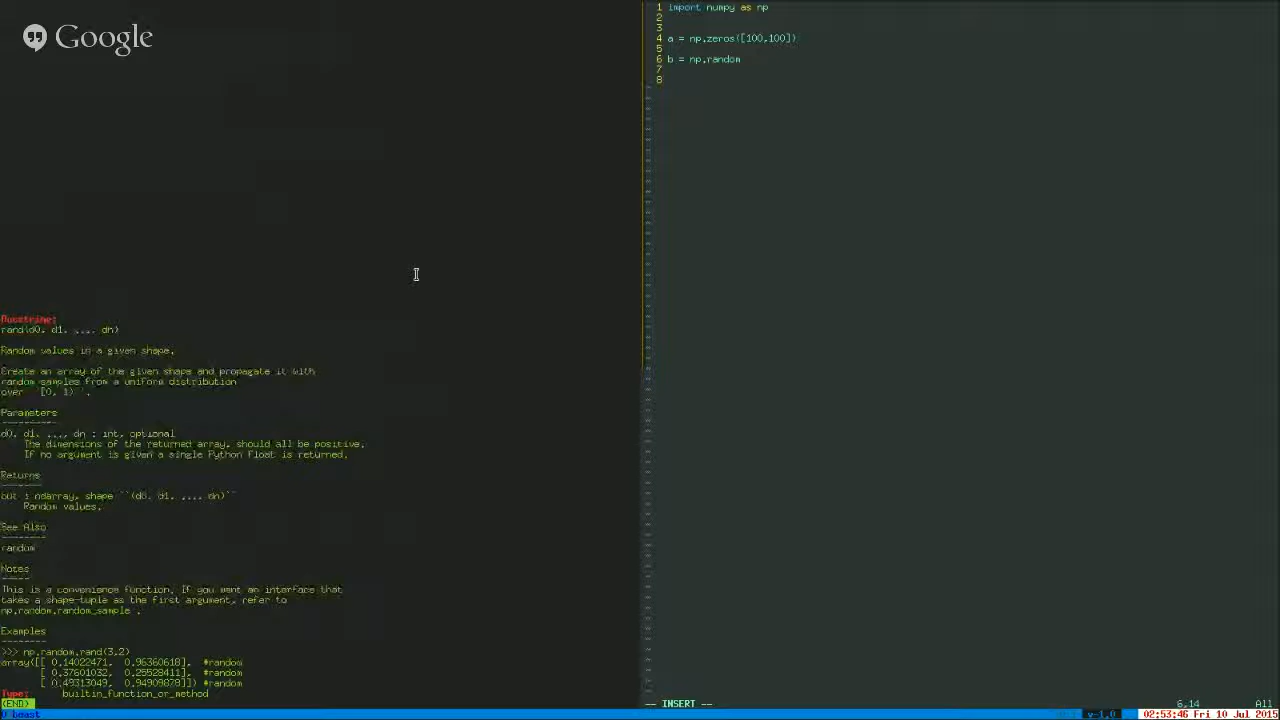 Google
Docstring:
rand(d0, d1, ..., dn)
Random values in a given shape.
Create an array of the given shape and propagate it with
random samples from a uniform distribution
over ``[0, 1)``.
Parameters
----------
d0, d1, ..., dn : int, optional
The dimensions of the returned array, should all be positive.
If no argument is given a single Python float is returned.
Returns
-------
out : ndarray, shape ``(d0, d1, ..., dn)``
Random values.
See Also
--------
random
Notes
-----
This is a convenience function. If you want an interface that
takes a shape-tuple as the first argument, refer to
np.random.random_sample .
Examples
--------
>>> np.random.rand(3,2)
array([[ 0.14022471,  0.96360618],  #random
[ 0.37601032,  0.25528411],  #random
[ 0.49313049,  0.94909878]]) #random
Type:      builtin_function_or_method
(END)
1 import numpy as np
2
3
4 a = np.zeros([100,100])
5
6 b = np.random
7
8
-- INSERT --
6,14
All
02:53:46 Fri 10 Jul 2015